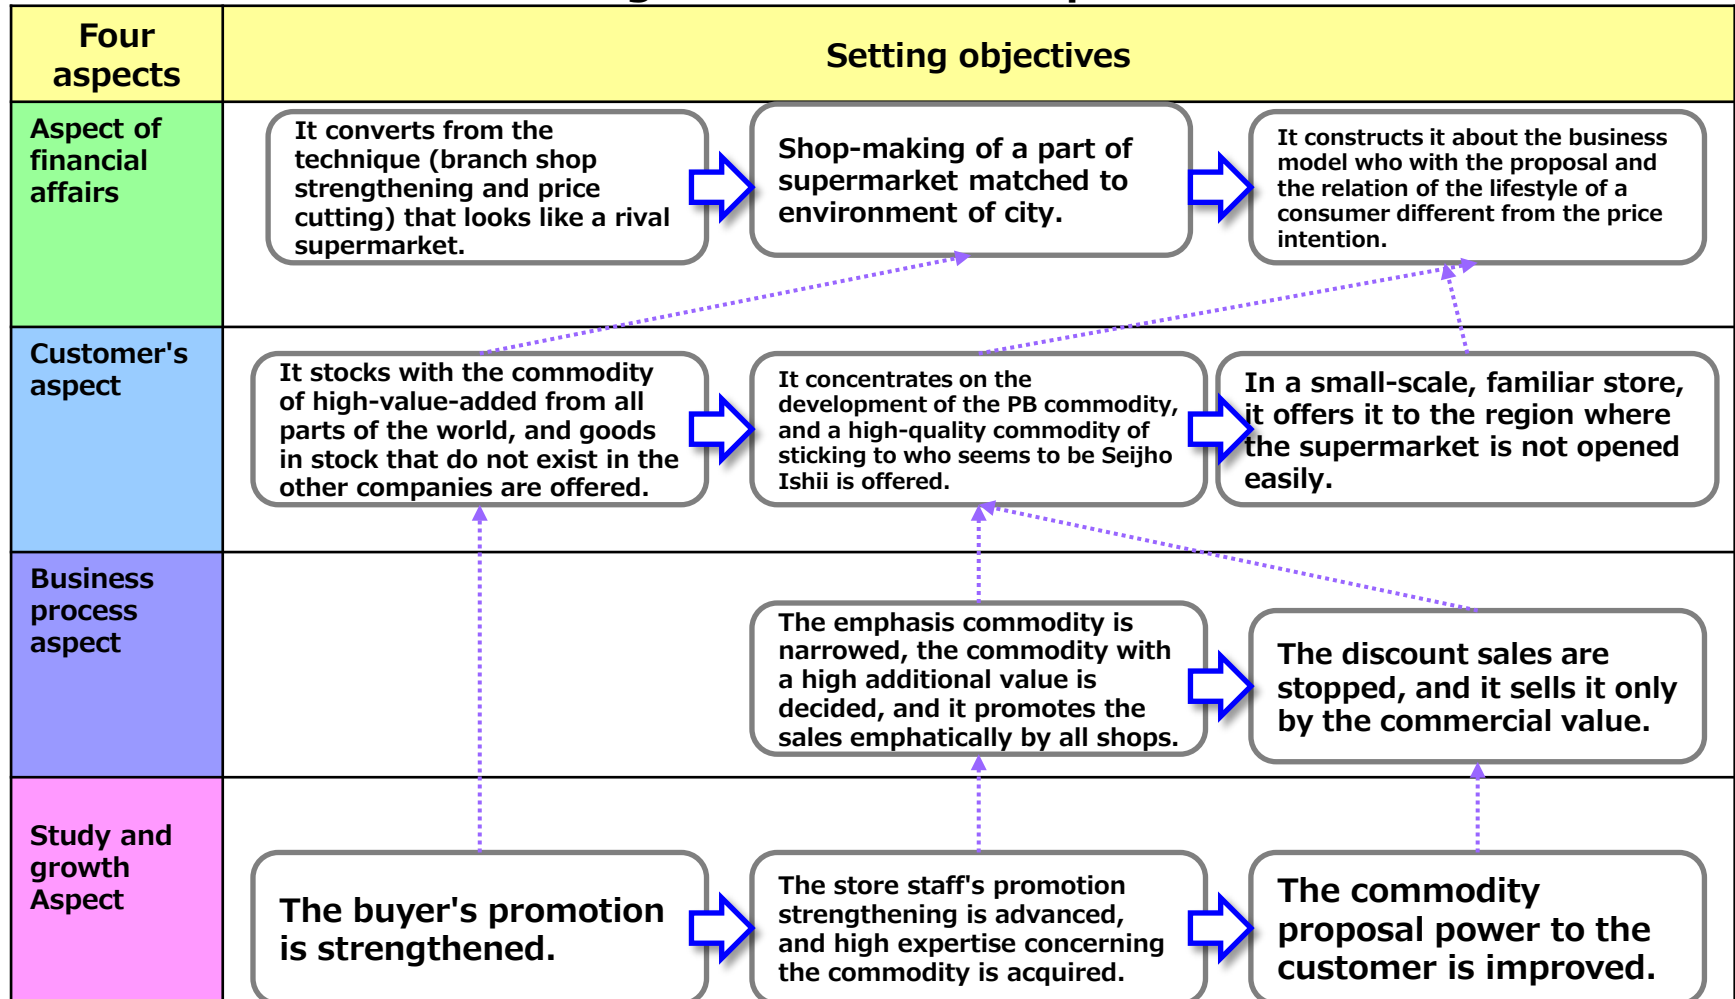 Four
aspects
Setting objectives
Aspect of
financial
affairs
It converts from the
technique (branch shop
strengthening and price
cutting) that looks like a rival
supermarket.
Shop-making of a part of
supermarket matched to
environment of city.
It constructs it about the business
model who with the proposal and
the relation of the lifestyle of a
consumer different from the price
intention.
Customer's
aspect
It stocks with the commodity
of high-value-added from all
parts of the world, and goods
in stock that do not exist in the
other companies are offered.
It concentrates on the
development of the PB commodity,
and a high-quality commodity of
sticking to who seems to be Seijho
Ishii is offered.
In a small-scale, familiar store,
it offers it to the region where
the supermarket is not opened
easily.
Business
process
aspect
The emphasis commodity is
narrowed, the commodity with
a high additional value is
decided, and it promotes the
sales emphatically by all shops.
The discount sales are
stopped, and it sells it only
by the commercial value.
Study and
growth
Aspect
The buyer's promotion
is strengthened.
The store staff's promotion
strengthening is advanced,
and high expertise concerning
the commodity is acquired.
The commodity
proposal power to the
customer is improved.